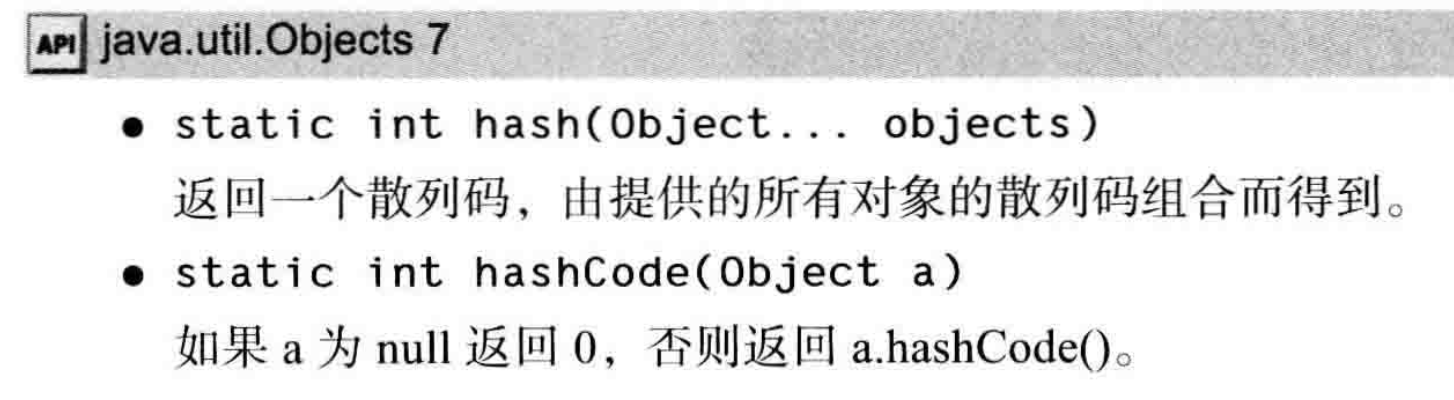 API java.util.Objects 7
● static int hash(Object... objects)
返回一个散列码，由提供的所有对象的散列码组合而得到。
● static int hashCode(Object a)
如果 a 为 null 返回 0，否则返回 a.hashCode()。